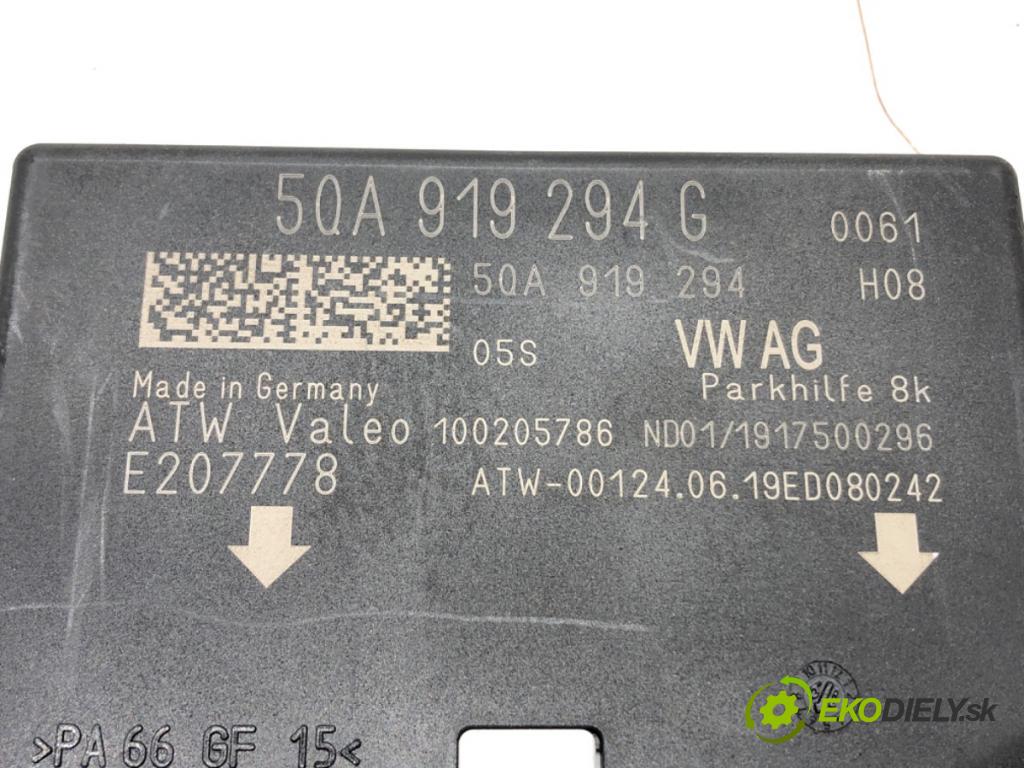 5QA 919 294 G 0061
5QA 919 294 H08
05S VW AG
Made in Germany Parkhilfe 8k
ATW Valeo 100205786 ND01/1917500296
E207778 ATW-00124.06.19ED080242
>PA 66 GF 15<
EKODIELY.sk